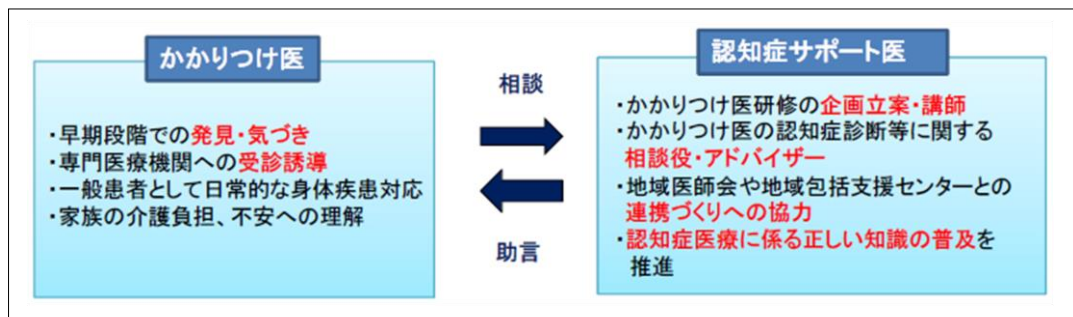 かかりつけ医
・早期段階での発見・気づき
・専門医療機関への受診誘導
・一般患者として日常的な身体疾患対応
・家族の介護負担、不安への理解
相談
助言
認知症サポート医
・かかりつけ医研修の企画立案・講師
・かかりつけ医の認知症診断等に関する
相談役・アドバイザー
・地域医師会や地域包括支援センターとの
連携づくりへの協力
・認知症医療に係る正しい知識の普及を
推進